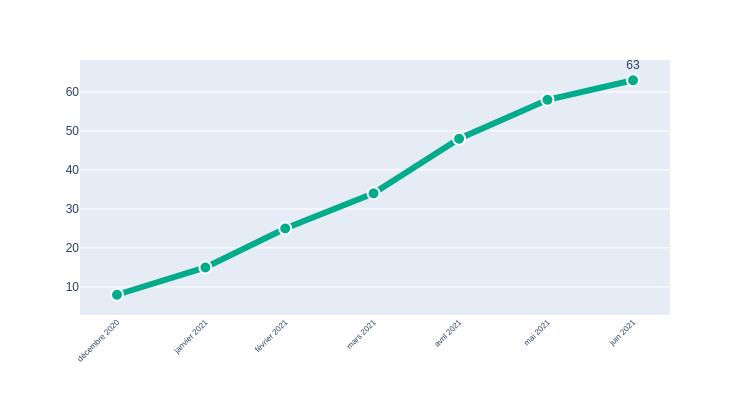 63
60
50
40
30
20
10
décembre 2020
janvier 2021
février 2021
mars 2021
avril 2021
mai 2021
juin 2021